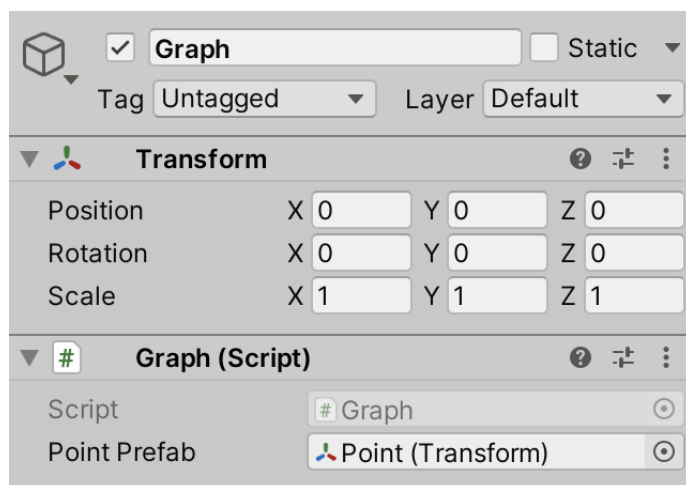 Graph Static
Tag Untagged Layer Default
Transform
Position X 0 Y 0 Z 0
Rotation X 0 Y 0 Z 0
Scale X 1 Y 1 Z 1
# Graph (Script)
Script # Graph
Point Prefab Point (Transform)